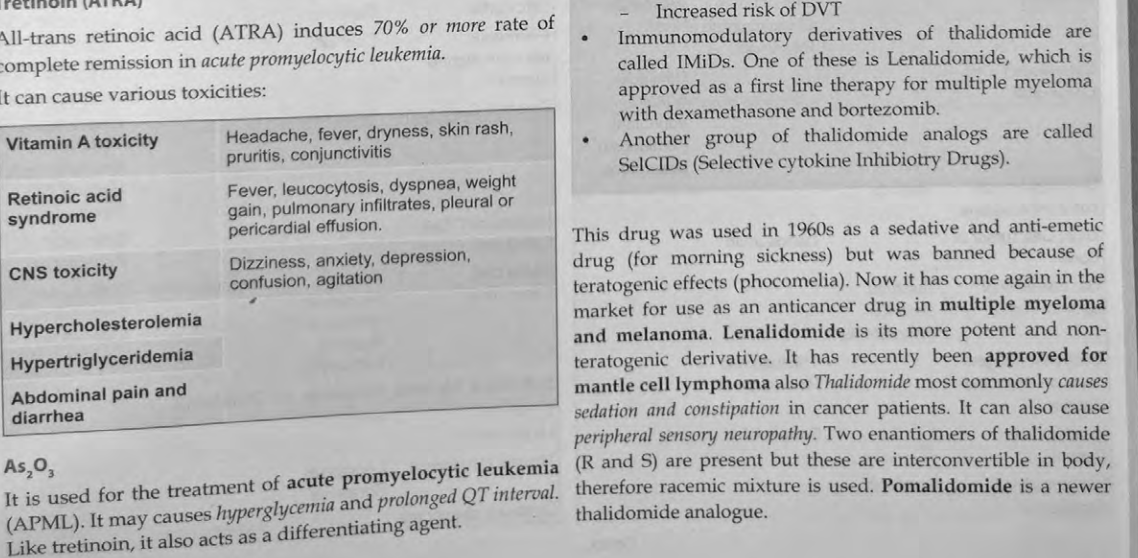 Tretinoin (ATRA)
All-trans retinoic acid (ATRA) induces 70% or more rate of
complete remission in acute promyelocytic leukemia.
It can cause various toxicities:
Vitamin A toxicity
Headache, fever, dryness, skin rash,
pruritis, conjunctivitis
Retinoic acid
syndrome
Fever, leucocytosis, dyspnea, weight
gain, pulmonary infiltrates, pleural or
pericardial effusion.
CNS toxicity
Dizziness, anxiety, depression,
confusion, agitation
Hypercholesterolemia
Hypertriglyceridemia
Abdominal pain and
diarrhea
As₂O₃
It is used for the treatment of acute promyelocytic leukemia
(APML). It may causes hyperglycemia and prolonged QT interval.
Like tretinoin, it also acts as a differentiating agent.
– Increased risk of DVT
• Immunomodulatory derivatives of thalidomide are
called IMiDs. One of these is Lenalidomide, which is
approved as a first line therapy for multiple myeloma
with dexamethasone and bortezomib.
• Another group of thalidomide analogs are called
SelCIDs (Selective cytokine Inhibiotry Drugs).
This drug was used in 1960s as a sedative and anti-emetic
drug (for morning sickness) but was banned because of
teratogenic effects (phocomelia). Now it has come again in the
market for use as an anticancer drug in multiple myeloma
and melanoma. Lenalidomide is its more potent and non-
teratogenic derivative. It has recently been approved for
mantle cell lymphoma also Thalidomide most commonly causes
sedation and constipation in cancer patients. It can also cause
peripheral sensory neuropathy. Two enantiomers of thalidomide
(R and S) are present but these are interconvertible in body,
therefore racemic mixture is used. Pomalidomide is a newer
thalidomide analogue.